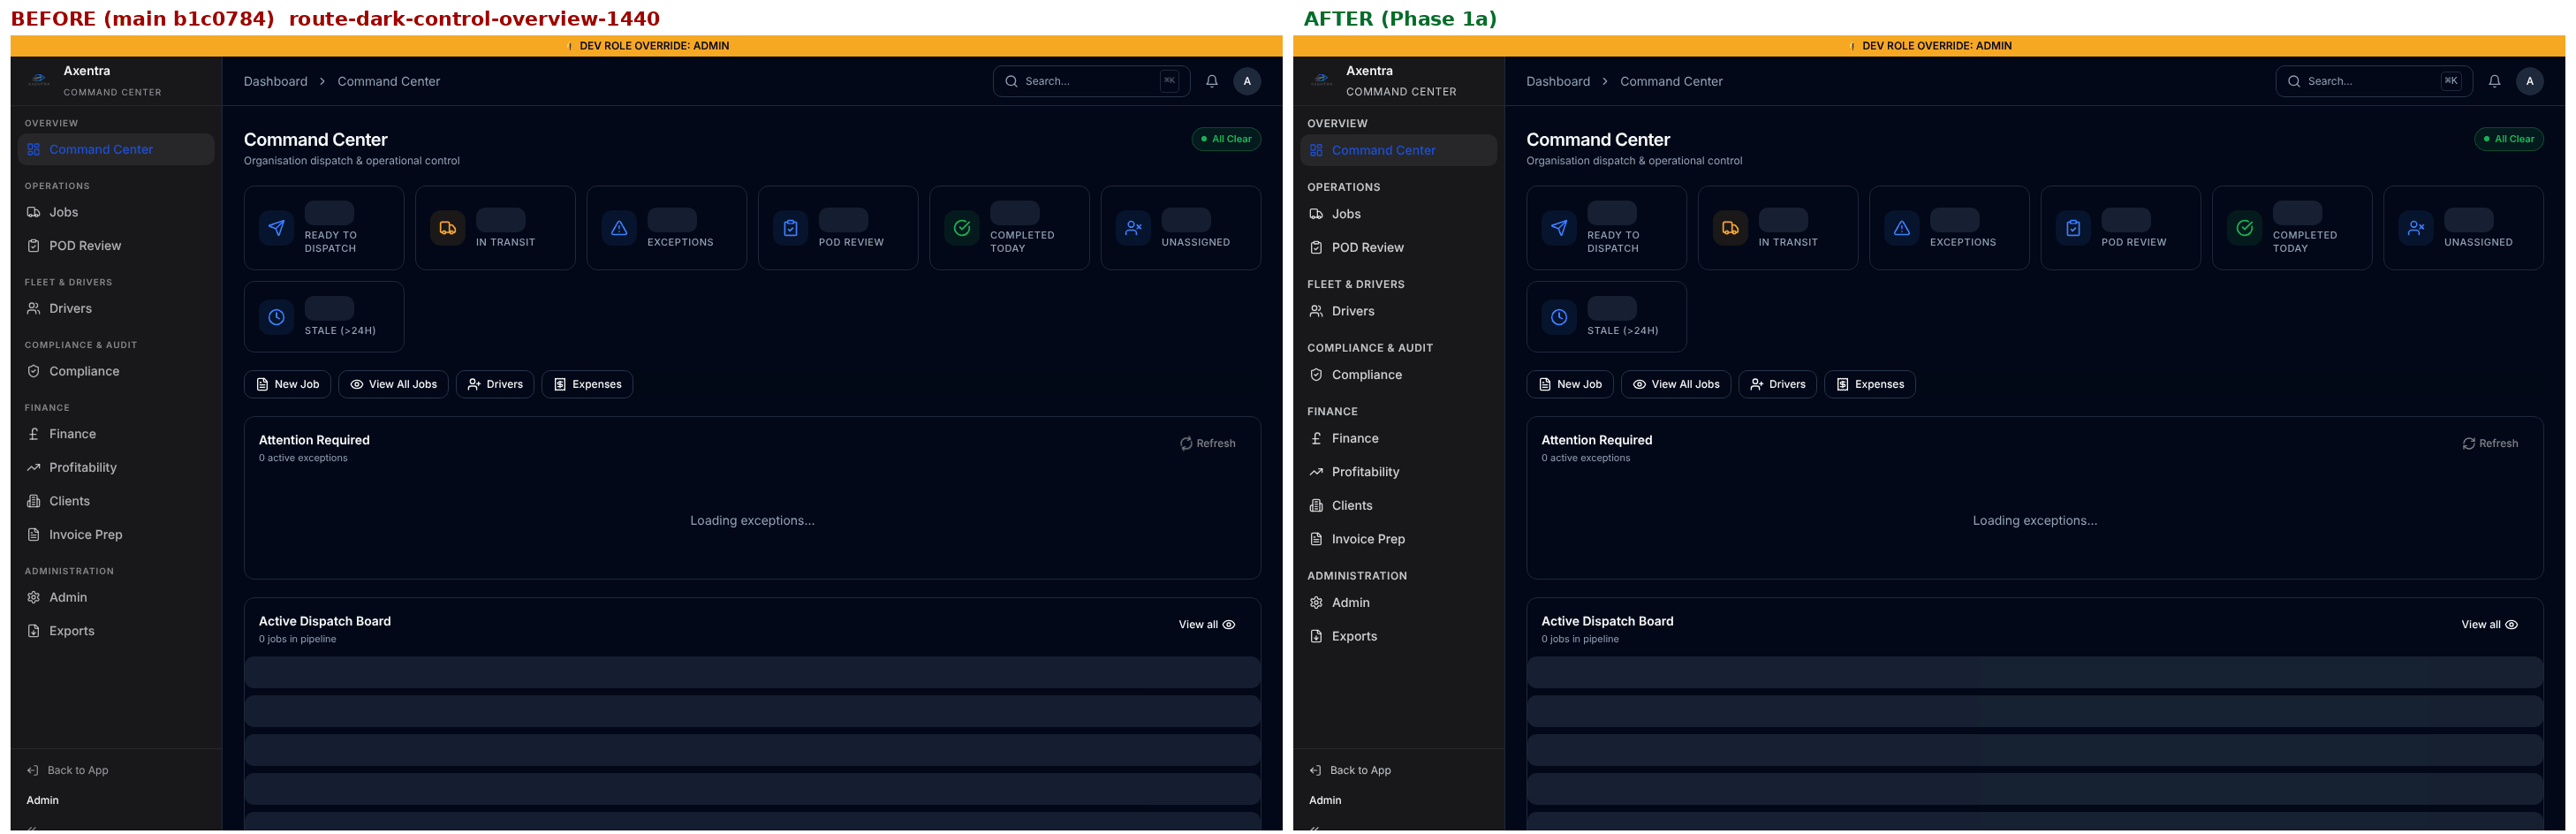 BEFORE (main b1c0784)  route-dark-control-overview-1440
DEV ROLE OVERRIDE: ADMIN
Axentra
COMMAND CENTER
Dashboard > Command Center
Search...
⌘K
A
OVERVIEW
Command Center
OPERATIONS
Jobs
POD Review
FLEET & DRIVERS
Drivers
COMPLIANCE & AUDIT
Compliance
FINANCE
Finance
Profitability
Clients
Invoice Prep
ADMINISTRATION
Admin
Exports
Back to App
Admin
Command Center
Organisation dispatch & operational control
All Clear
READY TO
DISPATCH
IN TRANSIT
EXCEPTIONS
POD REVIEW
COMPLETED
TODAY
UNASSIGNED
STALE (>24H)
New Job
View All Jobs
Drivers
Expenses
Attention Required
0 active exceptions
Refresh
Loading exceptions...
Active Dispatch Board
0 jobs in pipeline
View all
AFTER (Phase 1a)
DEV ROLE OVERRIDE: ADMIN
Axentra
COMMAND CENTER
Dashboard > Command Center
Search...
⌘K
A
OVERVIEW
Command Center
OPERATIONS
Jobs
POD Review
FLEET & DRIVERS
Drivers
COMPLIANCE & AUDIT
Compliance
FINANCE
Finance
Profitability
Clients
Invoice Prep
ADMINISTRATION
Admin
Exports
Back to App
Admin
Command Center
Organisation dispatch & operational control
All Clear
READY TO
DISPATCH
IN TRANSIT
EXCEPTIONS
POD REVIEW
COMPLETED
TODAY
UNASSIGNED
STALE (>24H)
New Job
View All Jobs
Drivers
Expenses
Attention Required
0 active exceptions
Refresh
Loading exceptions...
Active Dispatch Board
0 jobs in pipeline
View all